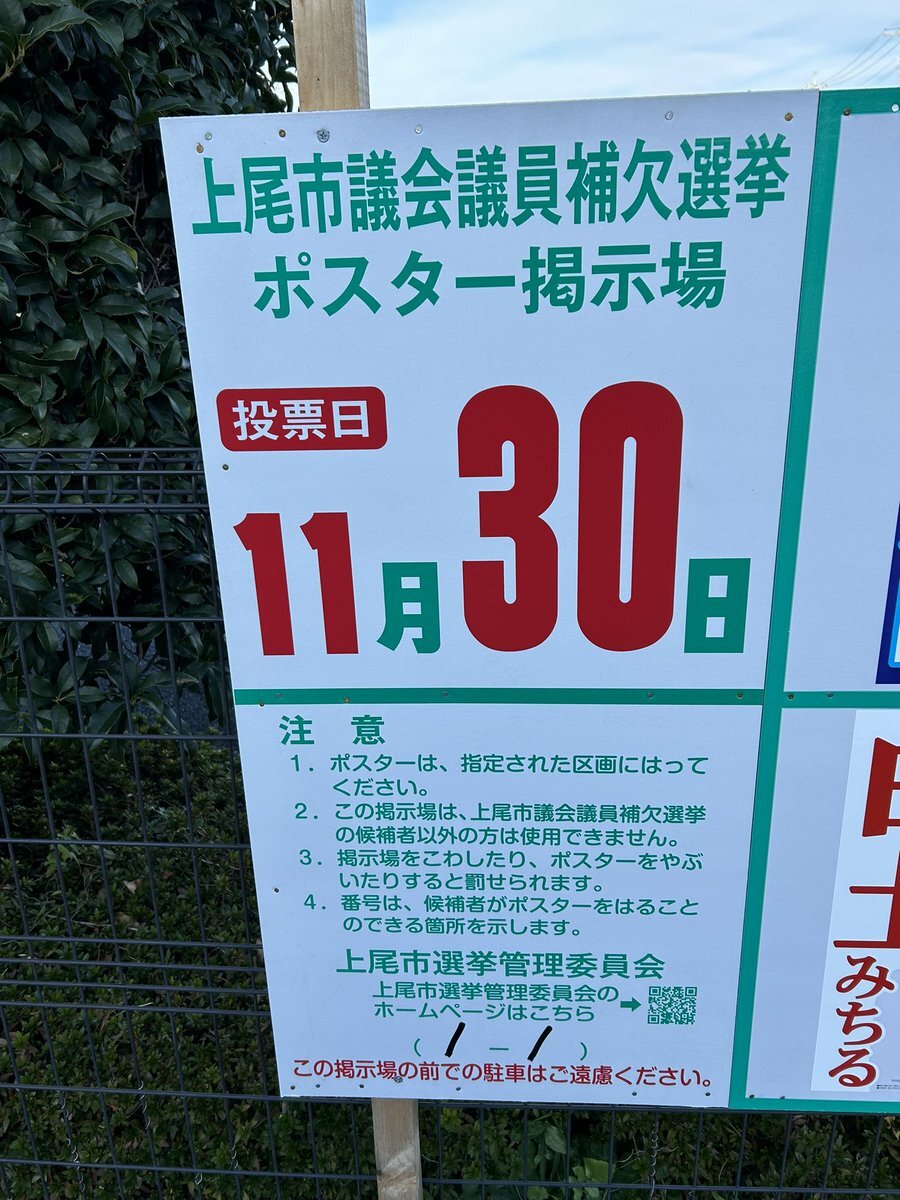 上尾市議会議員補欠選挙
ポスター掲示場
投票日
11月30日
注 意
1．ポスターは、指定された区画にはって
ください。
2．この掲示場は、上尾市議会議員補欠選挙
の候補者以外の方は使用できません。
3．掲示場をこわしたり、ポスターをやぶ
いたりすると罰せられます。
4．番号は、候補者がポスターをはること
のできる箇所を示します。
上尾市選挙管理委員会
上尾市選挙管理委員会の
ホームページはこちら➡
（1－1）
この掲示場の前での駐車はご遠慮ください。
みちる